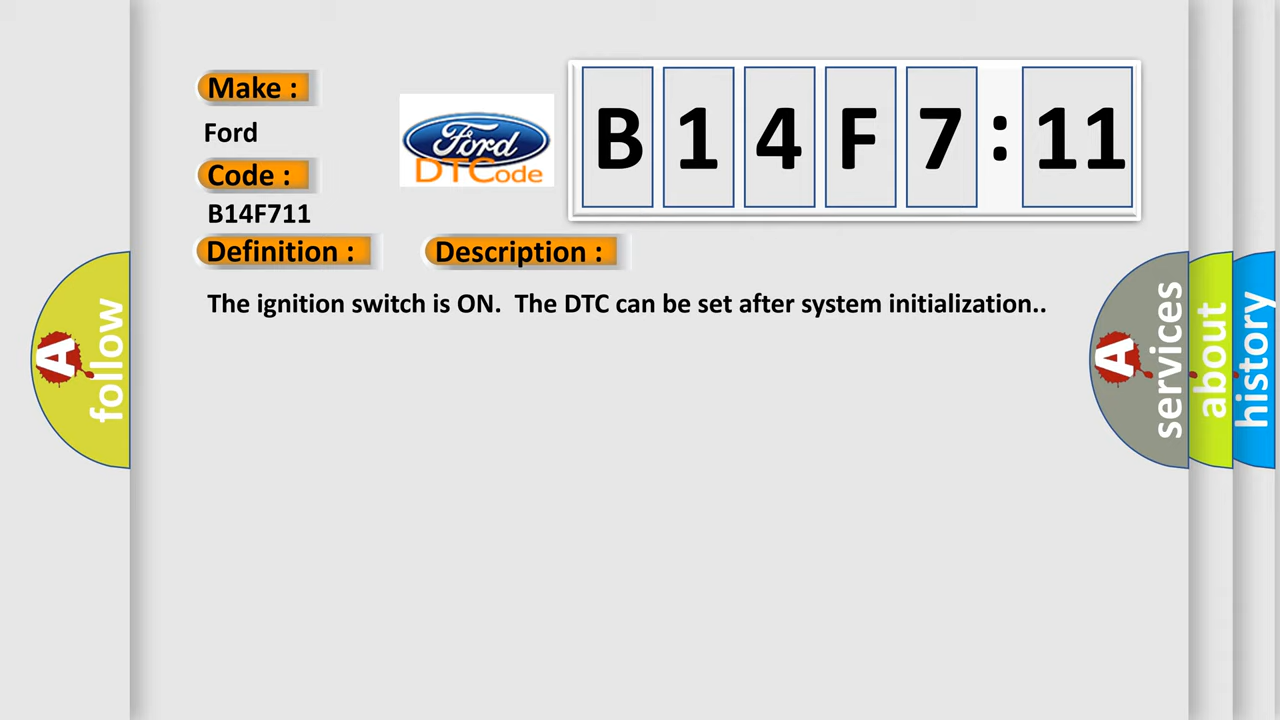 Make :
Ford
Code :
B14F711
Definition :
Description :
The ignition switch is ON. The DTC can be set after system initialization..
Ford
DTCode
B 1 4 F 7 : 11
A
follow
A
services
about
history